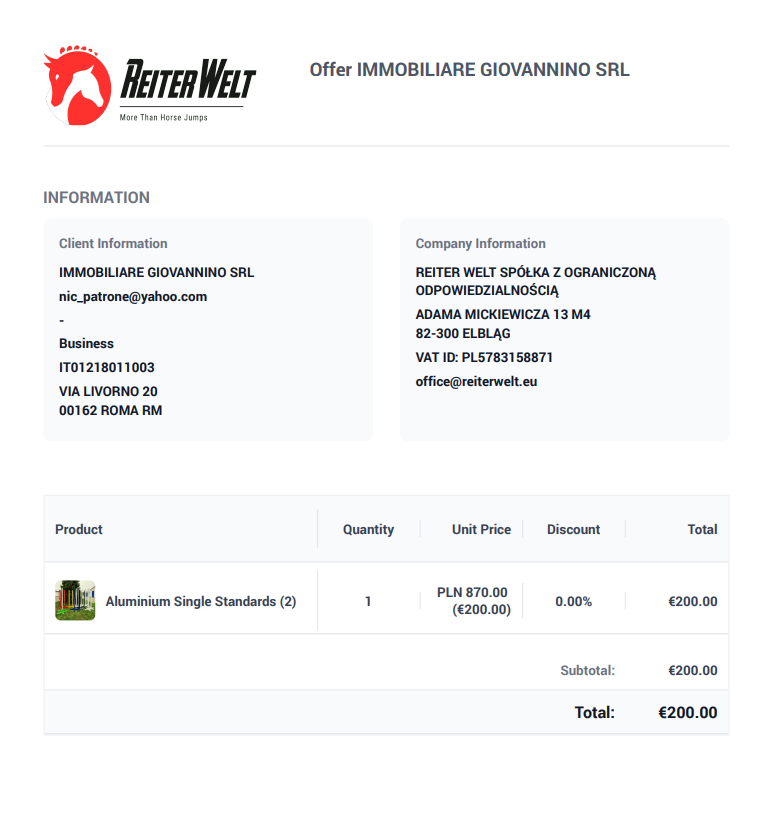 REITERWELT
More Than Horse Jumps
Offer IMMOBILIARE GIOVANNINO SRL
INFORMATION
Client Information
IMMOBILIARE GIOVANNINO SRL
nic_patrone@yahoo.com
-
Business
IT01218011003
VIA LIVORNO 20
00162 ROMA RM
Company Information
REITER WELT SPÓŁKA Z OGRANICZONĄ
ODPOWIEDZIALNOŚCIĄ
ADAMA MICKIEWICZA 13 M4
82-300 ELBLĄG
VAT ID: PL5783158871
office@reiterwelt.eu
Product Quantity Unit Price Discount Total
Aluminium Single Standards (2) 1 PLN 870.00 0.00% €200.00
(€200.00)
Subtotal: €200.00
Total: €200.00